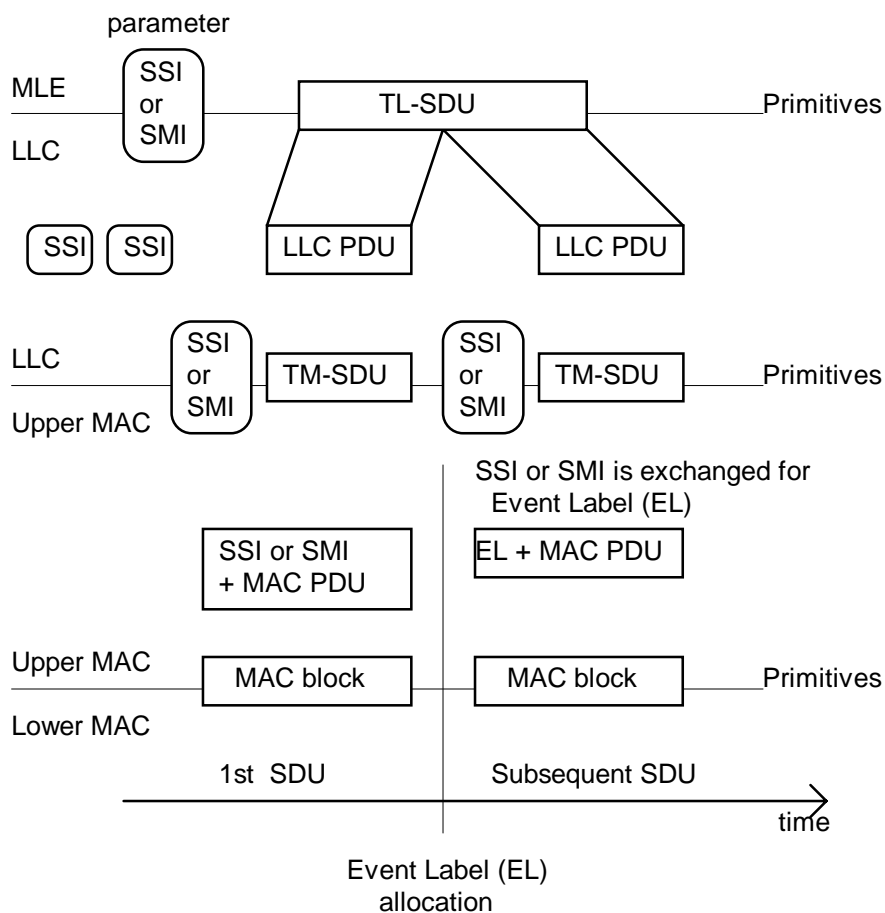 parameter
SSI
or
SMI
MLE
TL-SDU
Primitives
LLC
SSI
SSI
LLC PDU
LLC PDU
SSI
or
SMI
SSI
or
SMI
LLC
TM-SDU
TM-SDU
Primitives
Upper MAC
SSI or SMI is exchanged for
Event Label (EL)
SSI or SMI
+ MAC PDU
EL + MAC PDU
Upper MAC
MAC block
MAC block
Primitives
Lower MAC
1st SDU
Subsequent SDU
time
Event Label (EL)
allocation